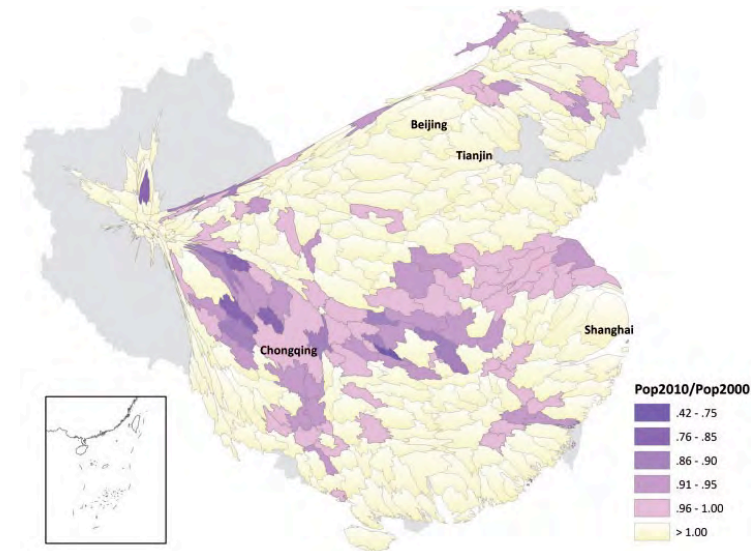 Beijing
Tianjin
Shanghai
Chongqing
Pop2010/Pop2000
.42 - .75
.76 - .85
.86 - .90
.91 - .95
.96 - 1.00
> 1.00